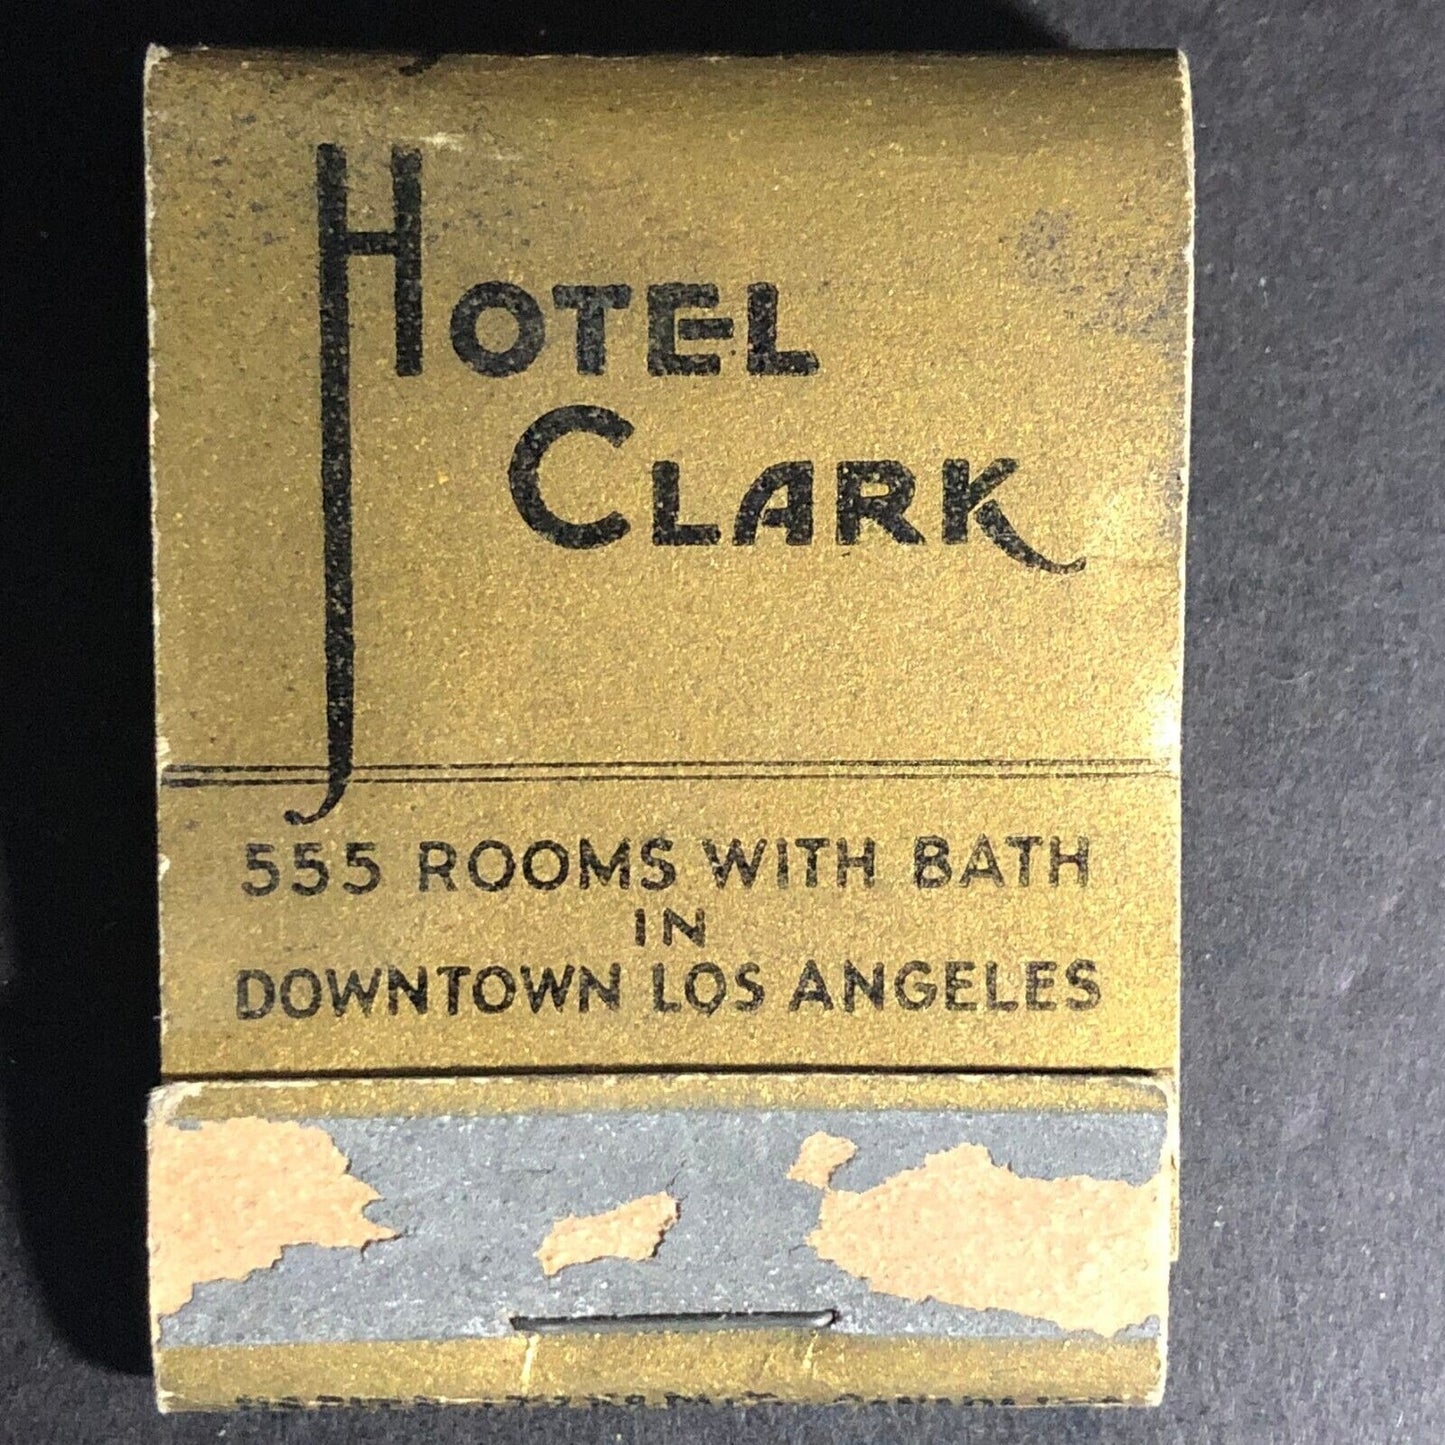 HOTEL
CLARK
555 ROOMS WITH BATH
IN
DOWNTOWN LOS ANGELES